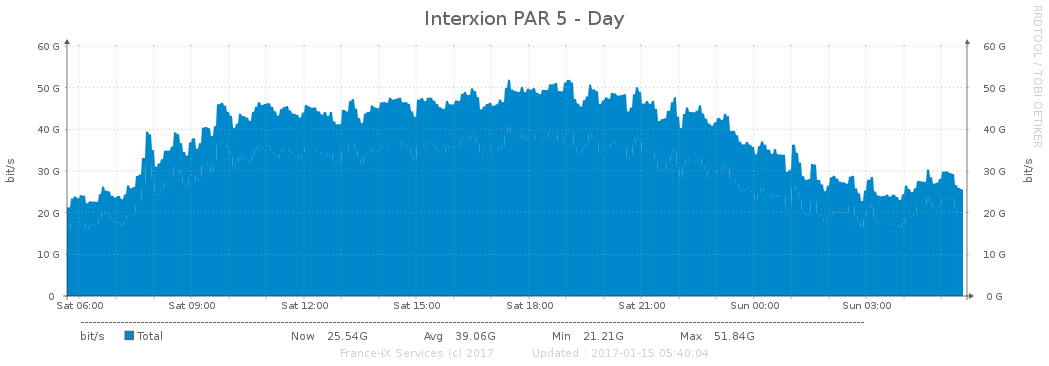 Interxion PAR 5 - Day
RRDTOOL / TOBI OETIKER
bit/s
60 G 60 G
50 G 50 G
40 G 40 G
30 G 30 G
20 G 20 G
10 G 10 G
0 0 G
bit/s
Sat 06:00 Sat 09:00 Sat 12:00 Sat 15:00 Sat 18:00 Sat 21:00 Sun 00:00 Sun 03:00
bit/s Total Now 25.54G Avg 39.06G Min 21.21G Max 51.84G
France-IX Services (c) 2017 Updated : 2017-01-15 05:40:04